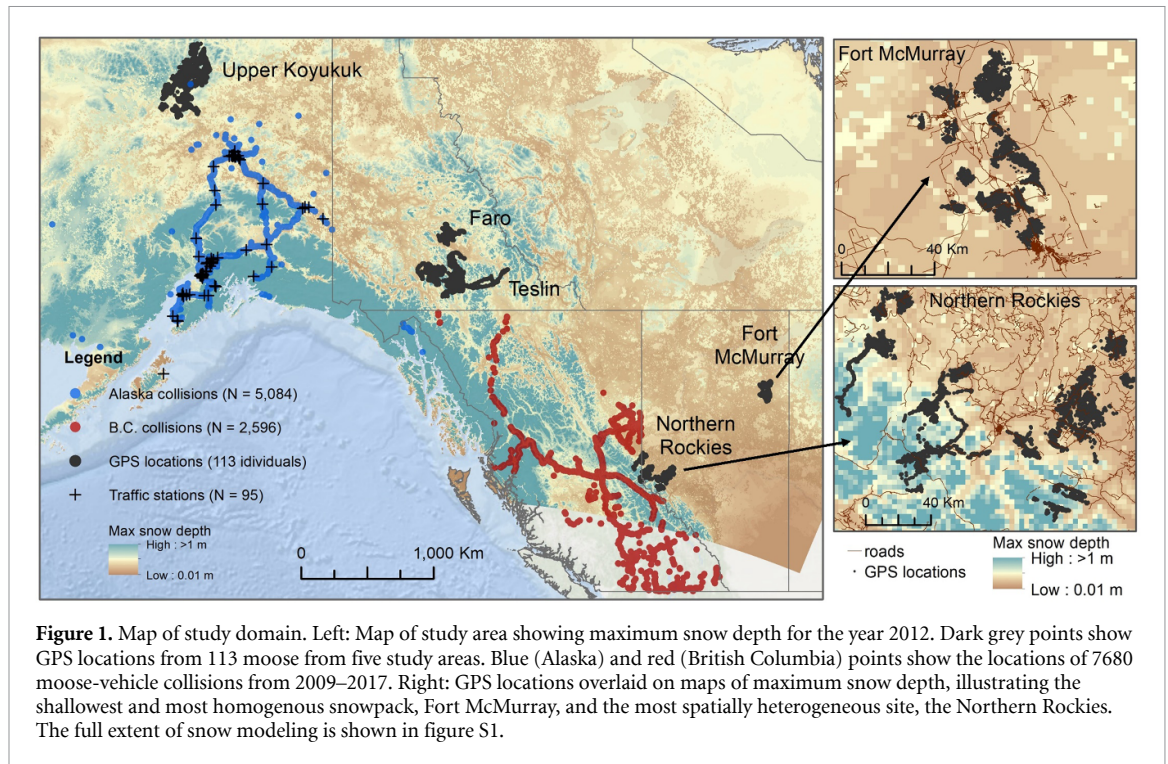 Upper Koyukuk
Faro
Teslin
Fort
McMurray
Northern
Rockies
Legend
Alaska collisions (N = 5,084)
B.C. collisions (N = 2,596)
GPS locations (113 idividuals)
Traffic stations (N = 95)
Max snow depth
High : >1 m
Low : 0.01 m
0 1,000 Km
Fort McMurray
0 40 Km
Northern Rockies
0 40 Km
roads
GPS locations
Max snow depth
High : >1 m
Low : 0.01 m
Figure 1. Map of study domain. Left: Map of study area showing maximum snow depth for the year 2012. Dark grey points show
GPS locations from 113 moose from five study areas. Blue (Alaska) and red (British Columbia) points show the locations of 7680
moose-vehicle collisions from 2009–2017. Right: GPS locations overlaid on maps of maximum snow depth, illustrating the
shallowest and most homogenous snowpack, Fort McMurray, and the most spatially heterogeneous site, the Northern Rockies.
The full extent of snow modeling is shown in figure S1.